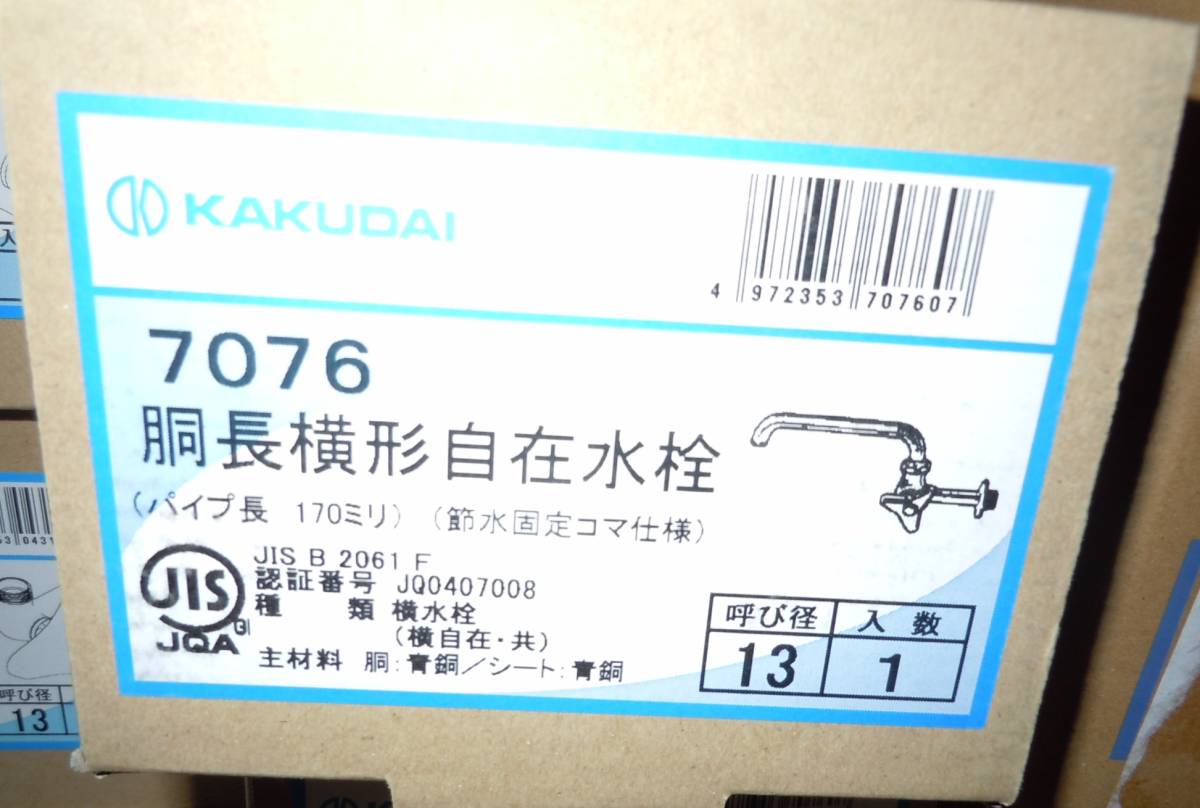 KAKUDAI
4 972353 707607
7076
胴長横形自在水栓
(パイプ長 170ミリ) (節水固定コマ仕様)
JIS B 2061 F
認証番号 JQ0407008
種 類 横水栓
(横自在・共)
主材料 胴:青銅/シート:青銅
JIS
JQA
呼び径 入数
13 1
入
呼び径
13